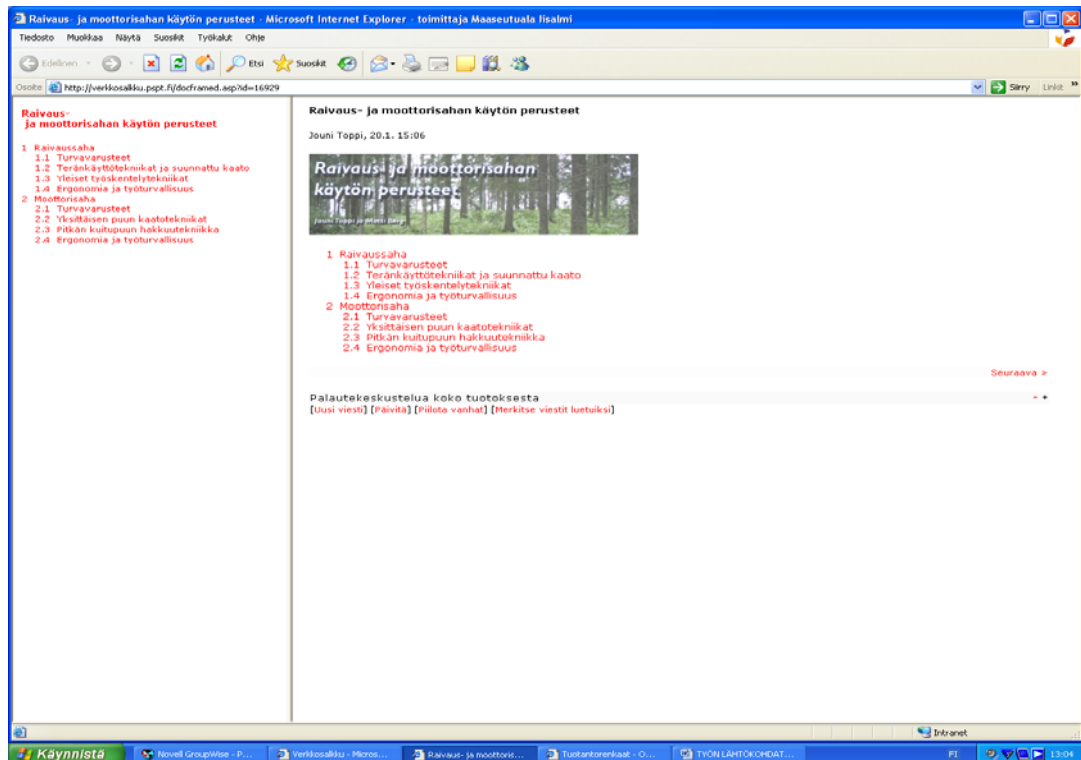 Raivaus- ja moottorisahan käytön perusteet - Microsoft Internet Explorer - toimittaja Maaseutuala Iisalmi
Tiedosto Muokkaa Näytä Suosikit Työkalut Ohje
Edellinen Etsi Suosikit
Osoite http://verkkosalkku.pspt.fi/docframed.asp?id=16929 Siirry Linkit »
Raivaus-
ja moottorisahan käytön perusteet
1 Raivaussaha
1.1 Turvavarusteet
1.2 Teränkäyttötekniikat ja suunnattu kaato
1.3 Yleiset työskentelytekniikat
1.4 Ergonomia ja työturvallisuus
2 Moottorisaha
2.1 Turvavarusteet
2.2 Yksittäisen puun kaatotekniikat
2.3 Pitkän kuitupuun hakkuutekniikka
2.4 Ergonomia ja työturvallisuus
Raivaus- ja moottorisahan käytön perusteet
Jouni Toppi, 20.1. 15:06
Raivaus- ja moottorisahan
käytön perusteet
Jouni Toppi ja Matti Berg
1 Raivaussaha
1.1 Turvavarusteet
1.2 Teränkäyttötekniikat ja suunnattu kaato
1.3 Yleiset työskentelytekniikat
1.4 Ergonomia ja työturvallisuus
2 Moottorisaha
2.1 Turvavarusteet
2.2 Yksittäisen puun kaatotekniikat
2.3 Pitkän kuitupuun hakkuutekniikka
2.4 Ergonomia ja työturvallisuus
Seuraava >
Palautekeskustelua koko tuotoksesta - +
[Uusi viesti] [Päivitä] [Piilota vanhat] [Merkitse viestit luetuiksi]
Intranet
Käynnistä Novell GroupWise - P... Verkkosalkku - Micros... Raivaus- ja moottoris... Tuotantorenkaat - O... TYÖN LÄHTÖKOHDAT... FI 13:04